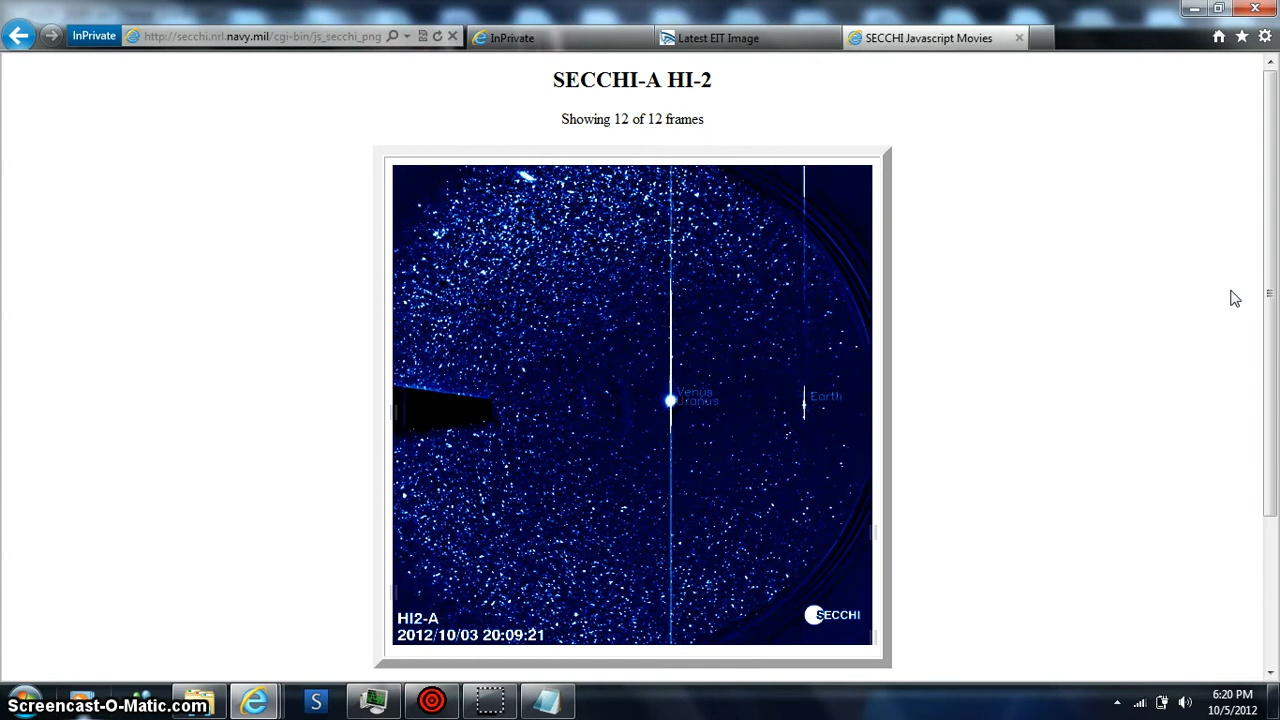 InPrivate
http://secchi.nrl.navy.mil/cgi-bin/js_secchi_png
InPrivate
Latest EIT Image
SECCHI Javascript Movies
SECCHI-A HI-2
Showing 12 of 12 frames
Venus
Uranus
Earth
HI2-A
2012/10/03 20:09:21
SECCHI
S
6:20 PM
10/5/2012
Screencast-O-Matic.com